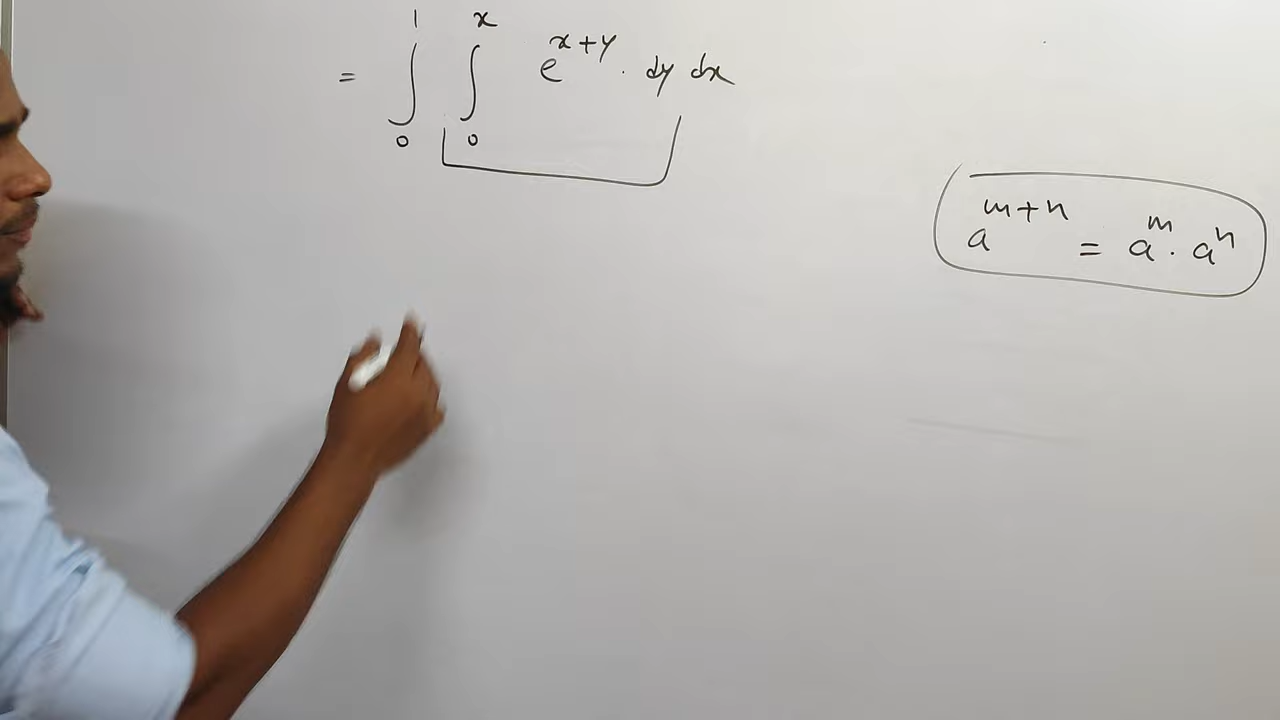 = ∫₀¹ ∫₀ˣ e^{x+y} · dy dx
a^{m+n} = a^m · a^n